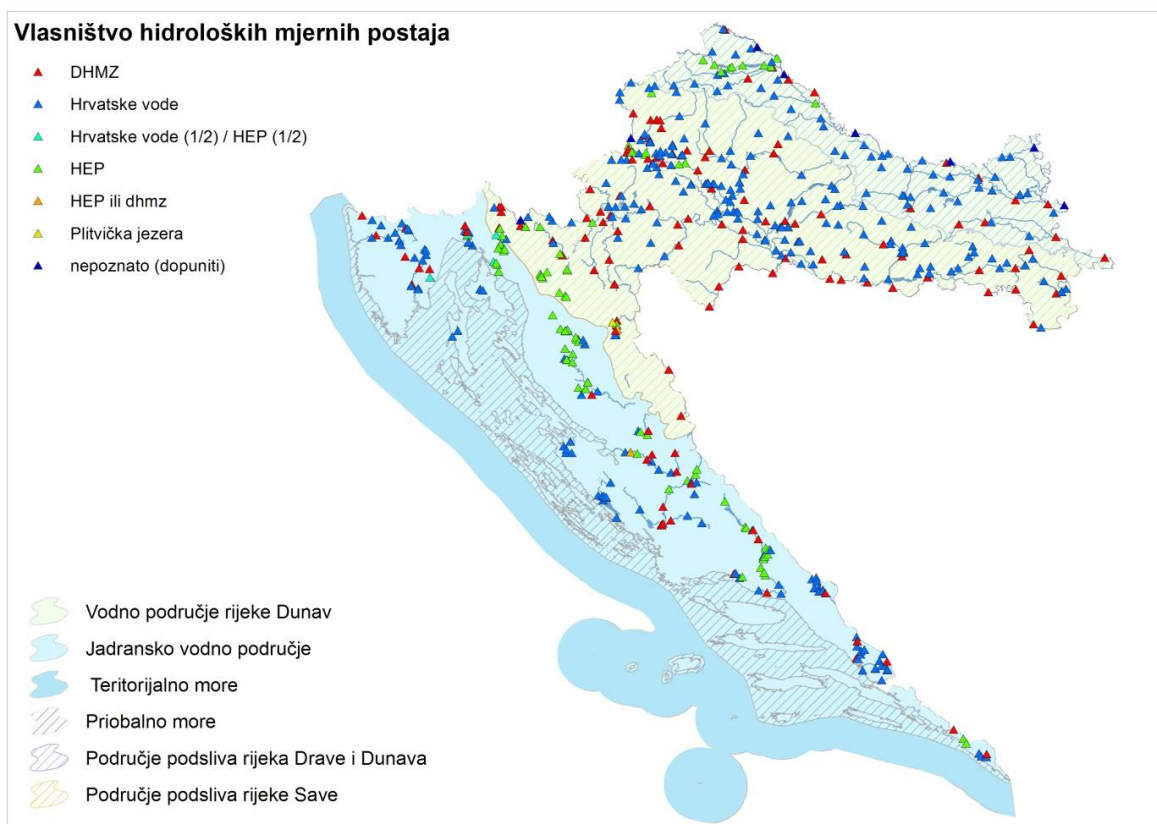 Vlasništvo hidroloških mjernih postaja
DHMZ
Hrvatske vode
Hrvatske vode (1/2) / HEP (1/2)
HEP
HEP ili dhmz
Plitvička jezera
nepoznato (dopuniti)
Vodno područje rijeke Dunav
Jadransko vodno područje
Teritorijalno more
Priobalno more
Područje podsliva rijeka Drave i Dunava
Područje podsliva rijeke Save